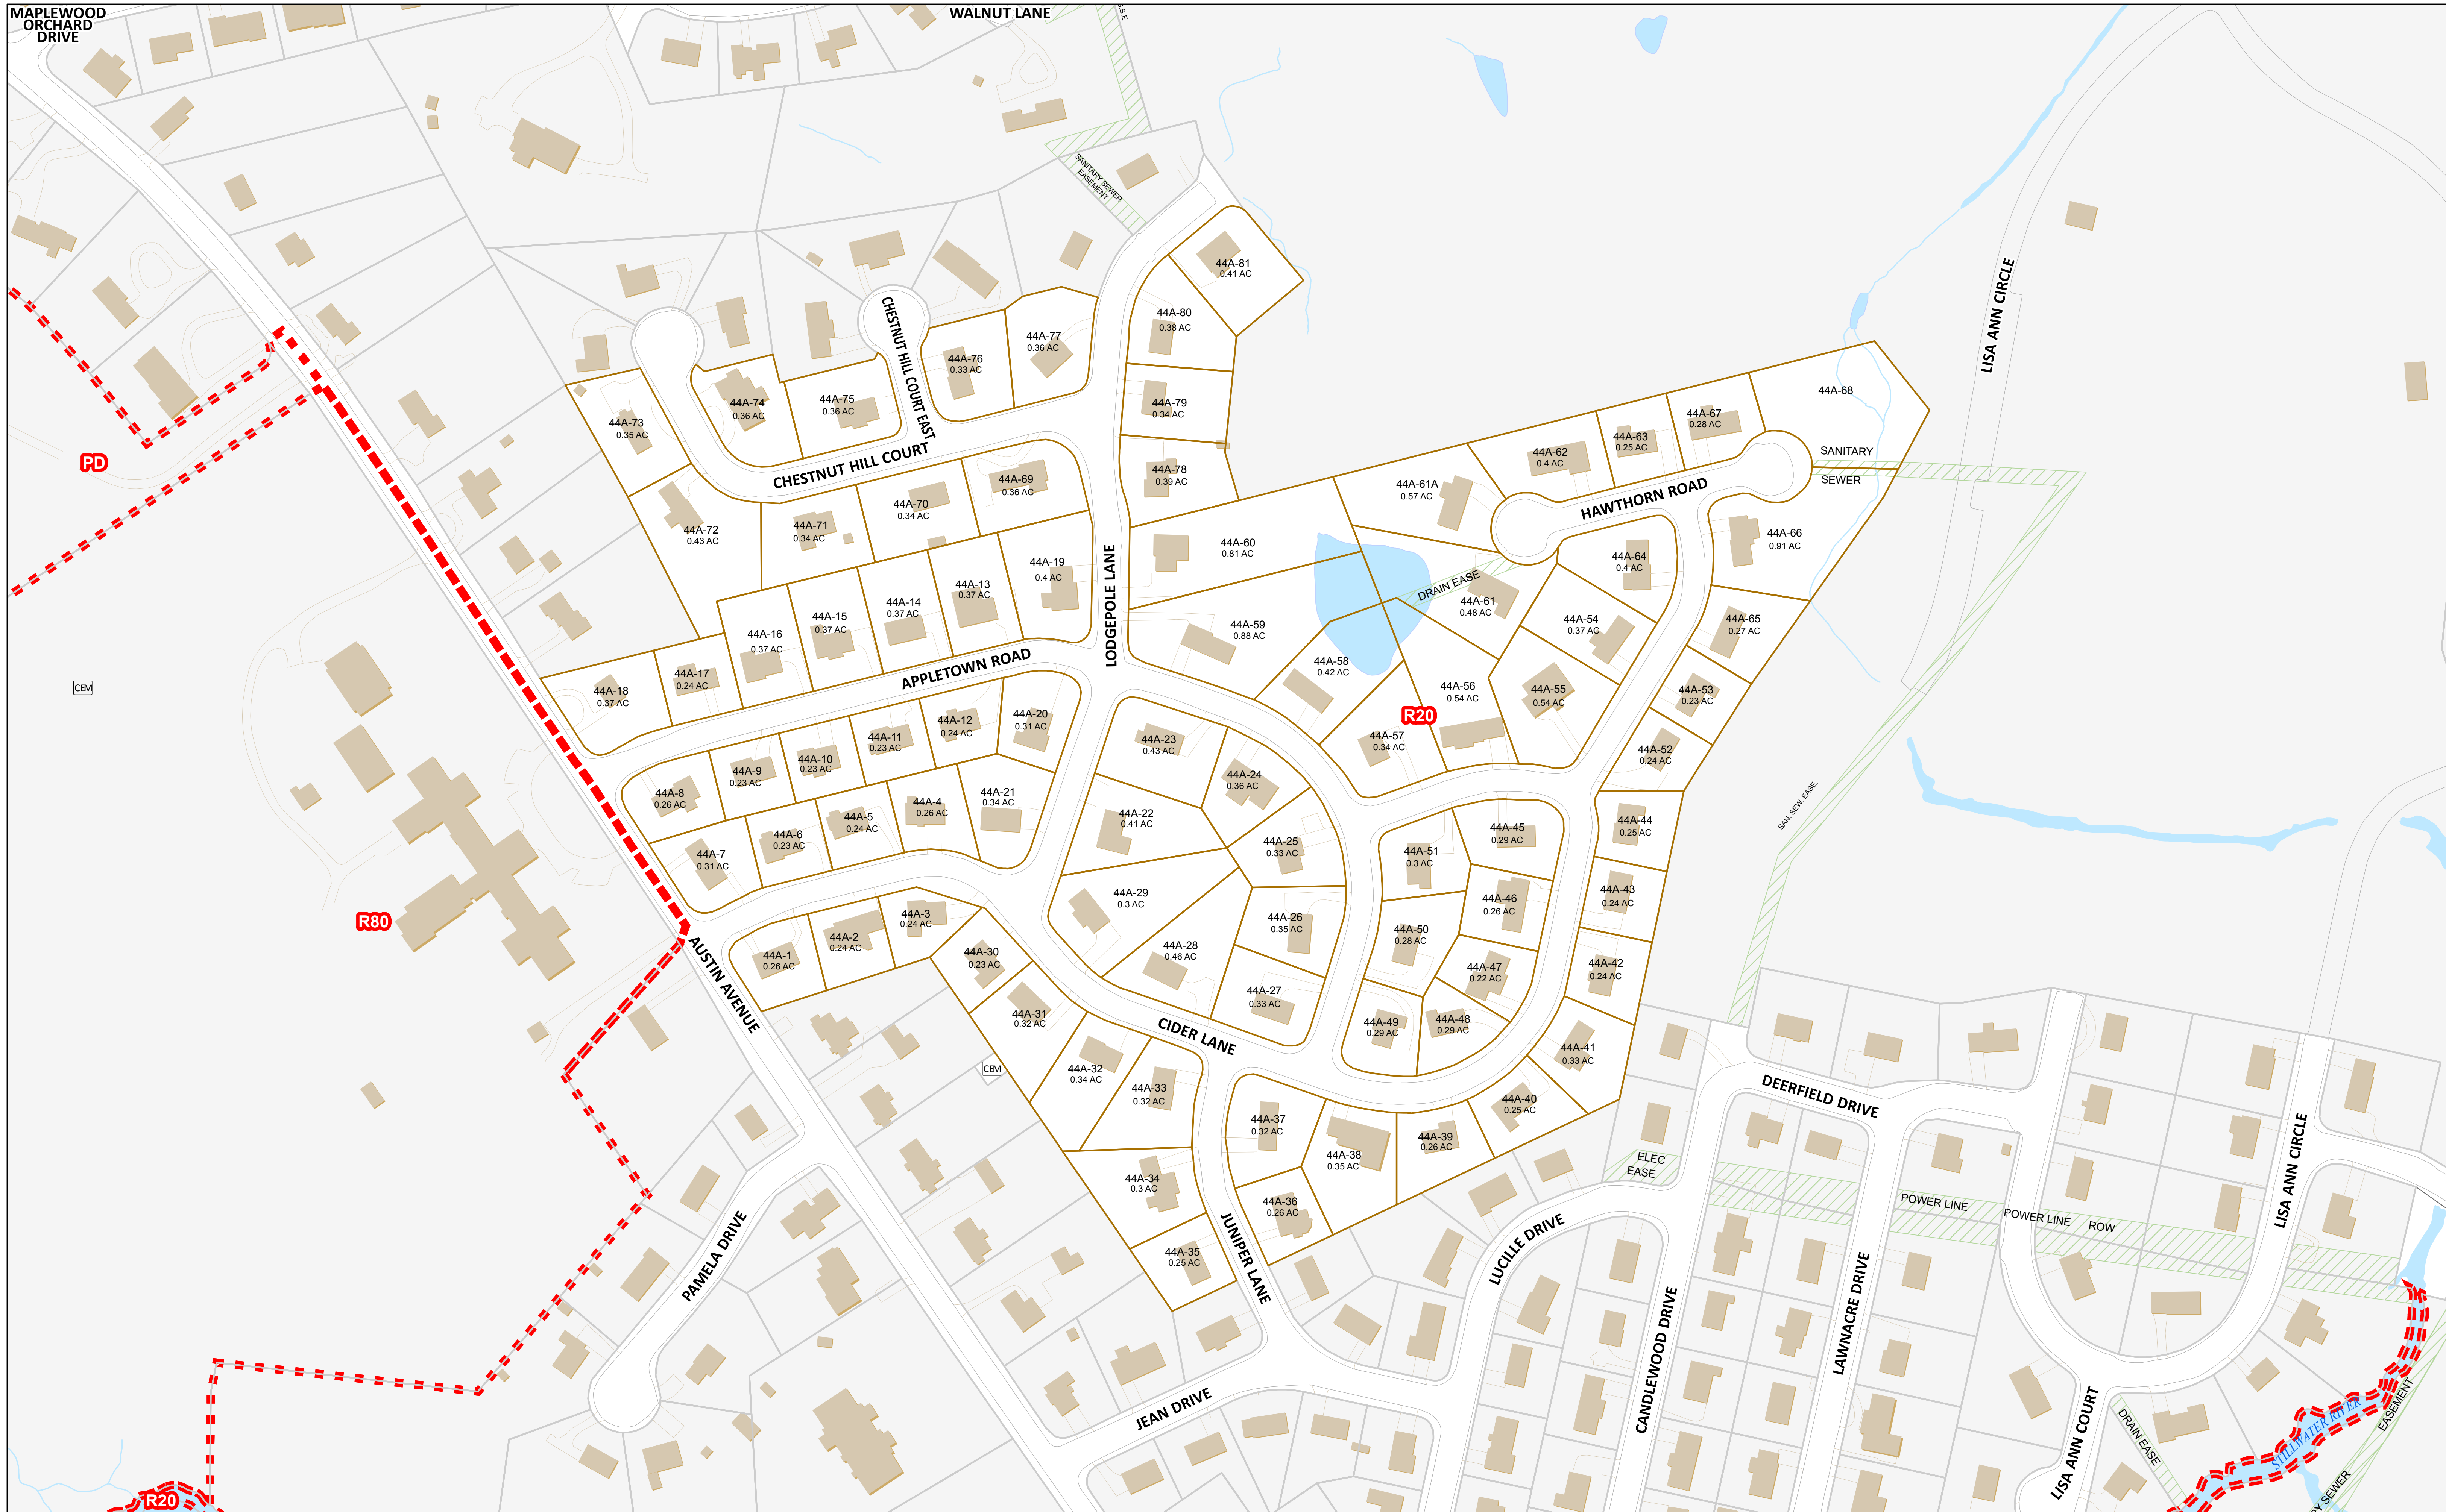 MAPLEWOOD
ORCHARD
DRIVE
WALNUT LANE
S.S.E
SANITARY SEWER
EASEMENT
44A-81
0.41 AC
LISA ANN CIRCLE
CHESTNUT HILL COURT EAST
44A-80
0.38 AC
44A-77
0.36 AC
44A-76
0.33 AC
44A-79
0.34 AC
44A-74
0.36 AC
44A-75
0.36 AC
44A-73
0.35 AC
44A-68
44A-67
0.28 AC
44A-63
0.25 AC
44A-62
0.4 AC
SANITARY
SEWER
PD
CHESTNUT HILL COURT
44A-78
0.39 AC
44A-69
0.36 AC
44A-61A
0.57 AC
HAWTHORN ROAD
44A-70
0.34 AC
44A-71
0.34 AC
44A-72
0.43 AC
44A-60
0.81 AC
44A-66
0.91 AC
44A-64
0.4 AC
44A-19
0.4 AC
44A-13
0.37 AC
44A-14
0.37 AC
44A-15
0.37 AC
44A-16
0.37 AC
LODGEPOLE LANE
DRAIN EASE
44A-61
0.48 AC
44A-54
0.37 AC
44A-65
0.27 AC
44A-59
0.88 AC
APPLETOWN ROAD
44A-17
0.24 AC
44A-18
0.37 AC
44A-58
0.42 AC
44A-56
0.54 AC
44A-55
0.54 AC
44A-53
0.23 AC
CBM
R20
44A-20
0.31 AC
44A-12
0.24 AC
44A-11
0.23 AC
44A-10
0.23 AC
44A-9
0.23 AC
44A-8
0.26 AC
44A-23
0.43 AC
44A-57
0.34 AC
44A-52
0.24 AC
44A-24
0.36 AC
44A-21
0.34 AC
44A-4
0.26 AC
44A-5
0.24 AC
44A-6
0.23 AC
44A-7
0.31 AC
44A-22
0.41 AC
44A-25
0.33 AC
44A-51
0.3 AC
44A-45
0.29 AC
44A-44
0.25 AC
SAN. SEW. EASE.
44A-29
0.3 AC
44A-26
0.35 AC
44A-46
0.26 AC
44A-43
0.24 AC
R80
44A-3
0.24 AC
44A-2
0.24 AC
44A-1
0.26 AC
44A-30
0.23 AC
44A-28
0.46 AC
44A-50
0.28 AC
44A-47
0.22 AC
44A-42
0.24 AC
AUSTIN AVENUE
44A-31
0.32 AC
44A-27
0.33 AC
CIDER LANE
44A-49
0.29 AC
44A-48
0.29 AC
44A-41
0.33 AC
CBM
44A-32
0.34 AC
44A-33
0.32 AC
44A-37
0.32 AC
44A-38
0.35 AC
44A-39
0.26 AC
44A-40
0.25 AC
DEERFIELD DRIVE
ELEC
EASE
44A-34
0.3 AC
44A-36
0.26 AC
44A-35
0.25 AC
JUNIPER LANE
LUCILLE DRIVE
PAMELA DRIVE
POWER LINE
POWER LINE ROW
LISA ANN CIRCLE
CANDLEWOOD DRIVE
LAWNACRE DRIVE
JEAN DRIVE
LISA ANN COURT
DRAIN EASE
STILLWATER RIVER
EASEMENT
RY SEWER
R20